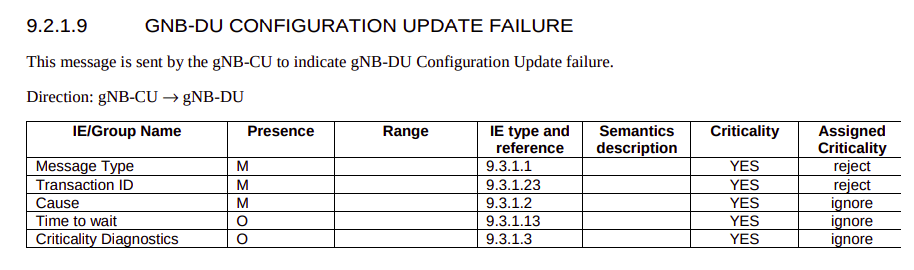 9.2.1.9 GNB-DU CONFIGURATION UPDATE FAILURE
This message is sent by the gNB-CU to indicate gNB-DU Configuration Update failure.
Direction: gNB-CU → gNB-DU
IE/Group Name Presence Range IE type and reference Semantics description Criticality Assigned Criticality
Message Type M 9.3.1.1 YES reject
Transaction ID M 9.3.1.23 YES reject
Cause M 9.3.1.2 YES ignore
Time to wait O 9.3.1.13 YES ignore
Criticality Diagnostics O 9.3.1.3 YES ignore